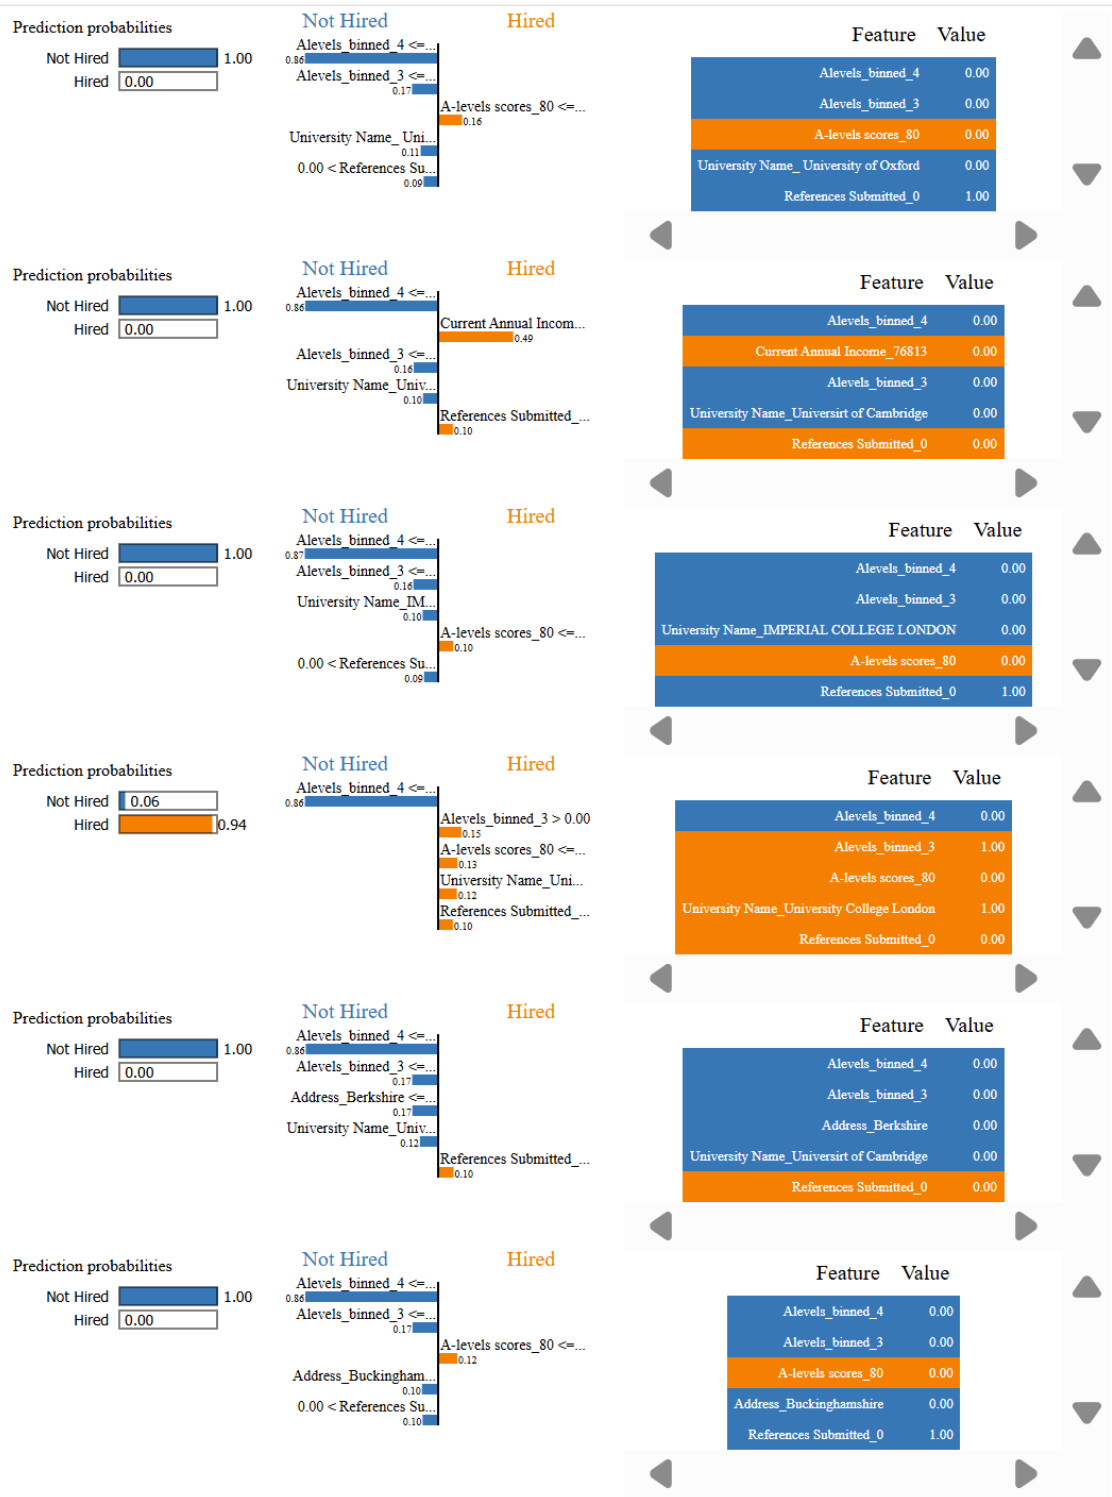 Prediction probabilities
Not Hired 1.00
Hired 0.00
Not Hired Hired
Alevels_binned_4 <=...
0.86
Alevels_binned_3 <=...
0.17
A-levels scores_80 <=...
0.16
University Name_ Uni...
0.11
0.00 < References Su...
0.09
Feature Value
Alevels_binned_4 0.00
Alevels_binned_3 0.00
A-levels scores_80 0.00
University Name_ University of Oxford 0.00
References Submitted_0 1.00
Prediction probabilities
Not Hired 1.00
Hired 0.00
Not Hired Hired
Alevels_binned_4 <=...
0.86
Current Annual Incom...
0.49
Alevels_binned_3 <=...
0.16
University Name_Univ...
0.10
References Submitted_...
0.10
Feature Value
Alevels_binned_4 0.00
Current Annual Income_76813 0.00
Alevels_binned_3 0.00
University Name_Universirt of Cambridge 0.00
References Submitted_0 0.00
Prediction probabilities
Not Hired 1.00
Hired 0.00
Not Hired Hired
Alevels_binned_4 <=...
0.87
Alevels_binned_3 <=...
0.16
University Name_IM...
0.10
A-levels scores_80 <=...
0.10
0.00 < References Su...
0.09
Feature Value
Alevels_binned_4 0.00
Alevels_binned_3 0.00
University Name_IMPERIAL COLLEGE LONDON 0.00
A-levels scores_80 0.00
References Submitted_0 1.00
Prediction probabilities
Not Hired 0.06
Hired 0.94
Not Hired Hired
Alevels_binned_4 <=...
0.86
Alevels_binned_3 > 0.00
0.15
A-levels scores_80 <=...
0.13
University Name_Uni...
0.12
References Submitted_...
0.10
Feature Value
Alevels_binned_4 0.00
Alevels_binned_3 1.00
A-levels scores_80 0.00
University Name_University College London 1.00
References Submitted_0 0.00
Prediction probabilities
Not Hired 1.00
Hired 0.00
Not Hired Hired
Alevels_binned_4 <=...
0.86
Alevels_binned_3 <=...
0.17
Address_Berkshire <=...
0.17
University Name_Univ...
0.12
References Submitted_...
0.10
Feature Value
Alevels_binned_4 0.00
Alevels_binned_3 0.00
Address_Berkshire 0.00
University Name_Universirt of Cambridge 0.00
References Submitted_0 0.00
Prediction probabilities
Not Hired 1.00
Hired 0.00
Not Hired Hired
Alevels_binned_4 <=...
0.86
Alevels_binned_3 <=...
0.17
A-levels scores_80 <=...
0.12
Address_Buckingham...
0.10
0.00 < References Su...
0.10
Feature Value
Alevels_binned_4 0.00
Alevels_binned_3 0.00
A-levels scores_80 0.00
Address_Buckinghamshire 0.00
References Submitted_0 1.00